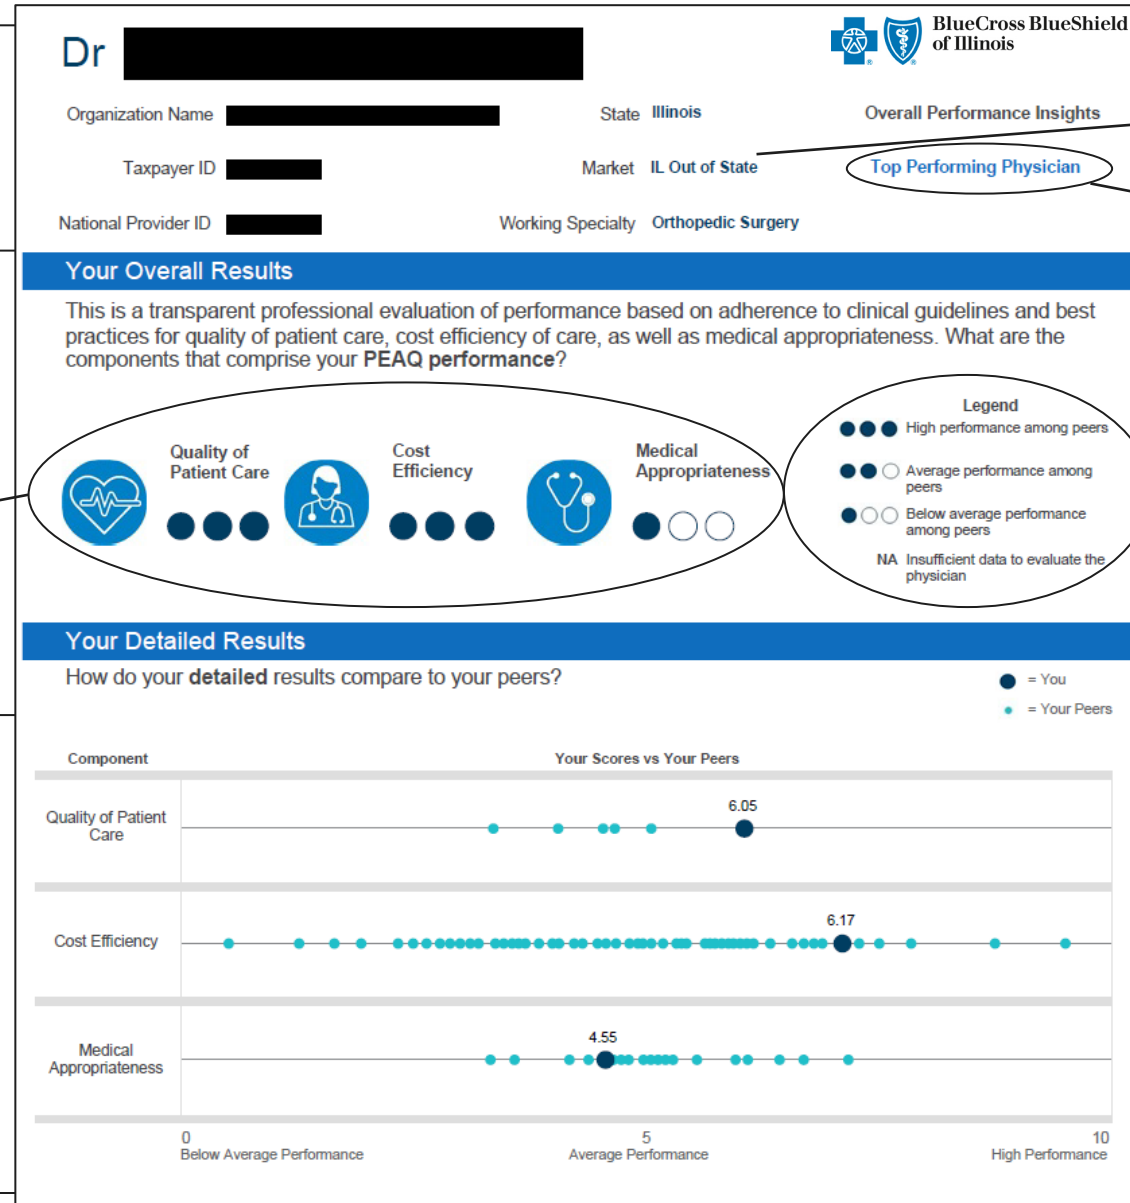 Dr
BlueCross BlueShield
of Illinois
Organization Name
State Illinois
Overall Performance Insights
Taxpayer ID
Market IL Out of State
Top Performing Physician
National Provider ID
Working Specialty Orthopedic Surgery
Your Overall Results
This is a transparent professional evaluation of performance based on adherence to clinical guidelines and best
practices for quality of patient care, cost efficiency of care, as well as medical appropriateness. What are the
components that comprise your PEAQ performance?
Quality of
Patient Care
Cost
Efficiency
Medical
Appropriateness
Legend
High performance among peers
Average performance among
peers
Below average performance
among peers
NA Insufficient data to evaluate the
physician
Your Detailed Results
How do your detailed results compare to your peers?
= You
= Your Peers
Component
Your Scores vs Your Peers
Quality of Patient
Care
6.05
Cost Efficiency
6.17
Medical
Appropriateness
4.55
0
Below Average Performance
5
Average Performance
10
High Performance